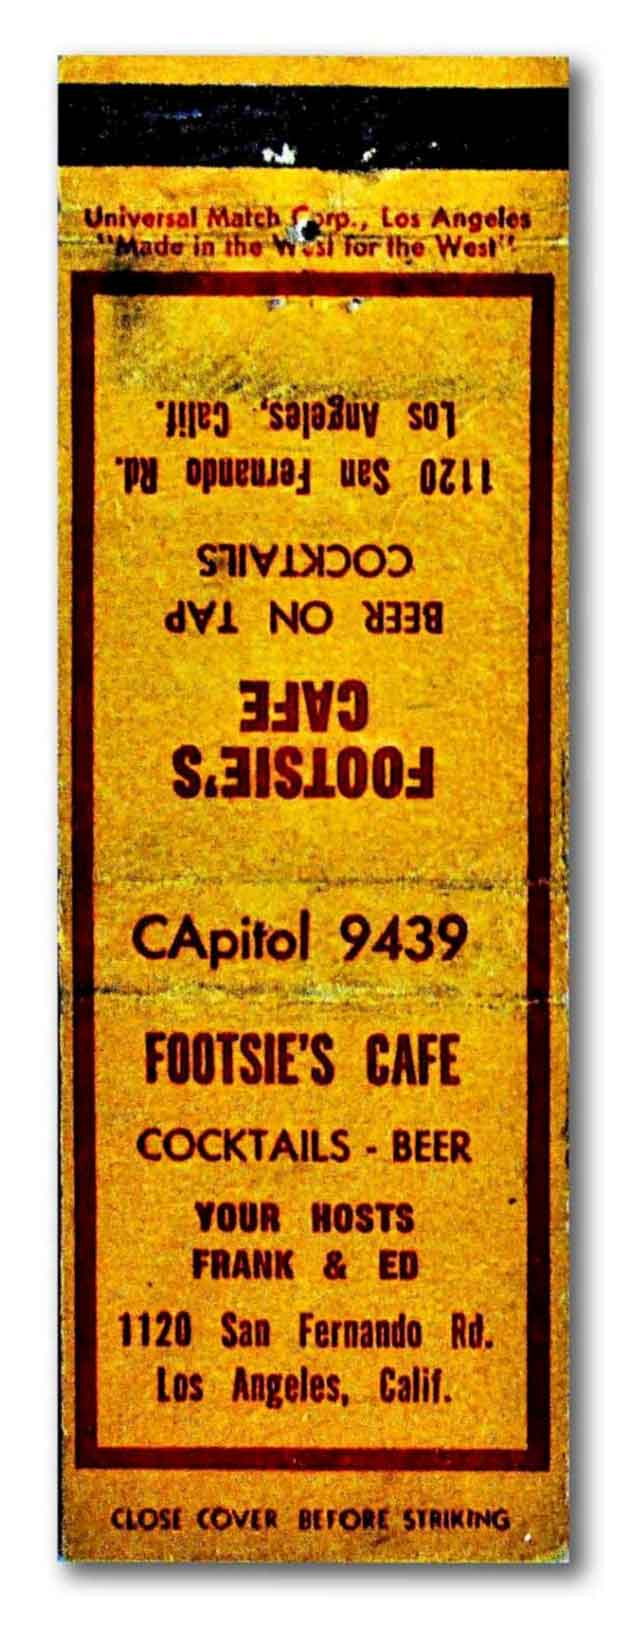 Universal Match Corp., Los Angeles
"Made in the West for the West"
FOOTSIE'S
CAFE
BEER ON TAP
COCKTAILS
1120 San Fernando Rd.
Los Angeles, Calif.
CApitol 9439
FOOTSIE'S CAFE
COCKTAILS - BEER
YOUR HOSTS
FRANK & ED
1120 San Fernando Rd.
Los Angeles, Calif.
CLOSE COVER BEFORE STRIKING